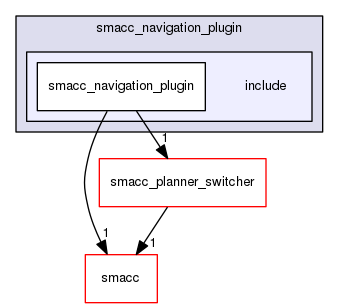 smacc_navigation_plugin
smacc_navigation_plugin include
1
smacc_planner_switcher
1 1
smacc